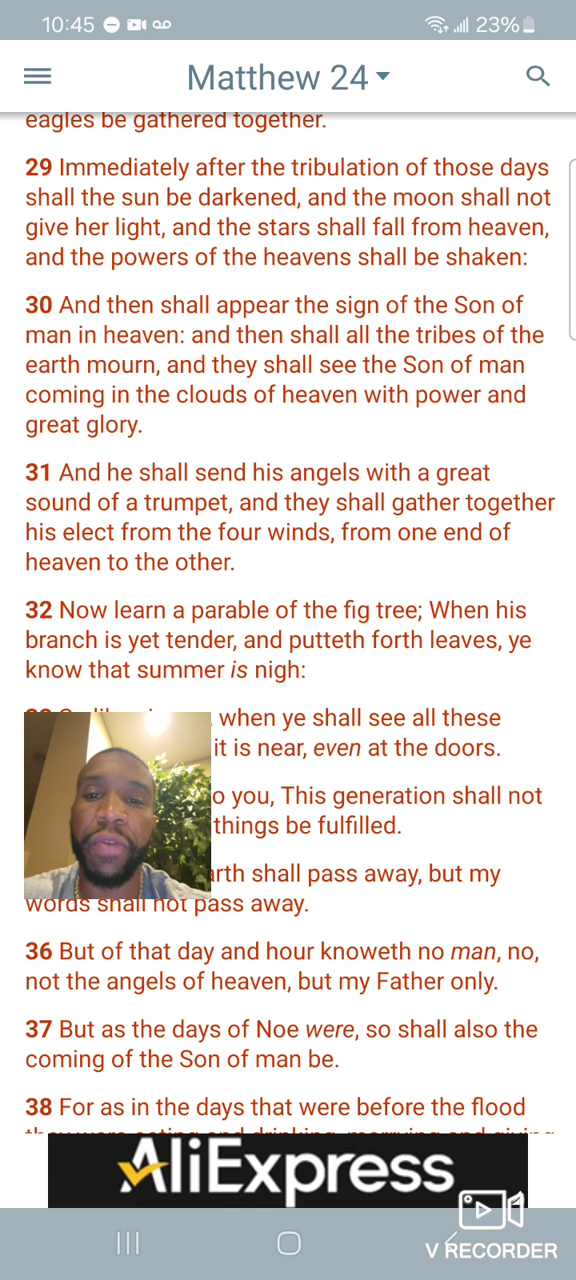 10:45 23%
Matthew 24
eagles be gathered together.
29 Immediately after the tribulation of those days
shall the sun be darkened, and the moon shall not
give her light, and the stars shall fall from heaven,
and the powers of the heavens shall be shaken:
30 And then shall appear the sign of the Son of
man in heaven: and then shall all the tribes of the
earth mourn, and they shall see the Son of man
coming in the clouds of heaven with power and
great glory.
31 And he shall send his angels with a great
sound of a trumpet, and they shall gather together
his elect from the four winds, from one end of
heaven to the other.
32 Now learn a parable of the fig tree; When his
branch is yet tender, and putteth forth leaves, ye
know that summer is nigh:
, when ye shall see all these
it is near, even at the doors.
you, This generation shall not
things be fulfilled.
shall pass away, but my
words shall not pass away.
36 But of that day and hour knoweth no man, no,
not the angels of heaven, but my Father only.
37 But as the days of Noe were, so shall also the
coming of the Son of man be.
38 For as in the days that were before the flood
AliExpress
V RECORDER